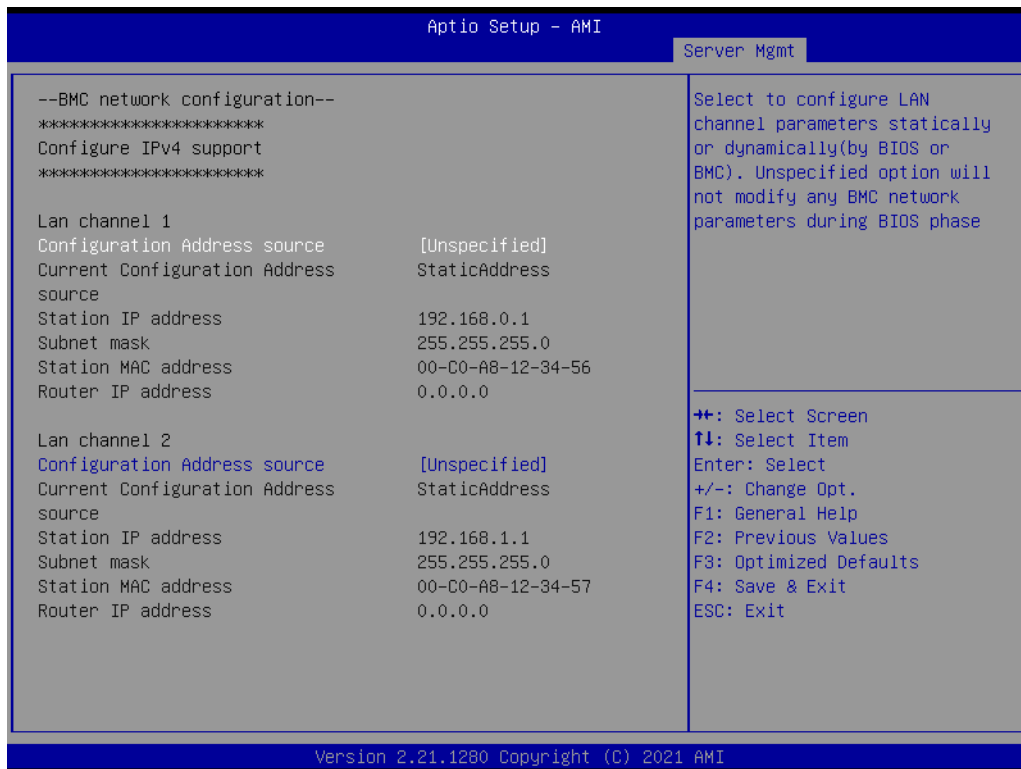 Aptio Setup – AMI
Server Mgmt
--BMC network configuration--
**********************
Configure IPv4 support
**********************
Lan channel 1
Configuration Address source [Unspecified]
Current Configuration Address StaticAddress
source
Station IP address 192.168.0.1
Subnet mask 255.255.255.0
Station MAC address 00-C0-A8-12-34-56
Router IP address 0.0.0.0
Lan channel 2
Configuration Address source [Unspecified]
Current Configuration Address StaticAddress
source
Station IP address 192.168.1.1
Subnet mask 255.255.255.0
Station MAC address 00-C0-A8-12-34-57
Router IP address 0.0.0.0
Select to configure LAN
channel parameters statically
or dynamically(by BIOS or
BMC). Unspecified option will
not modify any BMC network
parameters during BIOS phase
→←: Select Screen
↑↓: Select Item
Enter: Select
+/-: Change Opt.
F1: General Help
F2: Previous Values
F3: Optimized Defaults
F4: Save & Exit
ESC: Exit
Version 2.21.1280 Copyright (C) 2021 AMI